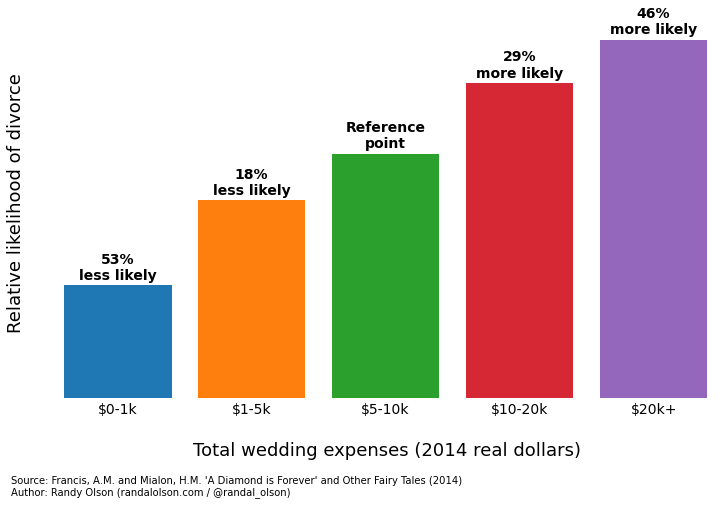 46%
more likely
29%
more likely
Reference
point
18%
less likely
53%
less likely
Relative likelihood of divorce
$0-1k
$1-5k
$5-10k
$10-20k
$20k+
Total wedding expenses (2014 real dollars)
Source: Francis, A.M. and Mialon, H.M. 'A Diamond is Forever' and Other Fairy Tales (2014)
Author: Randy Olson (randalolson.com / @randal_olson)